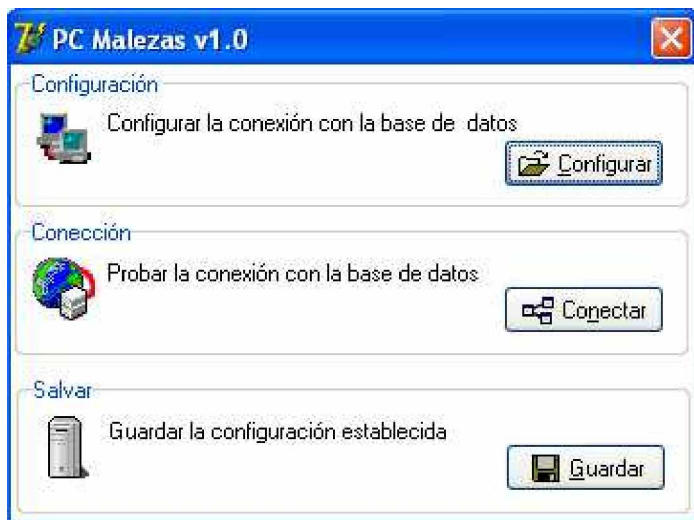 PC Malezas v1.0
Configuración
Configurar la conexión con la base de datos
Configurar
Conección
Probar la conexión con la base de datos
Conectar
Salvar
Guardar la configuración establecida
Guardar